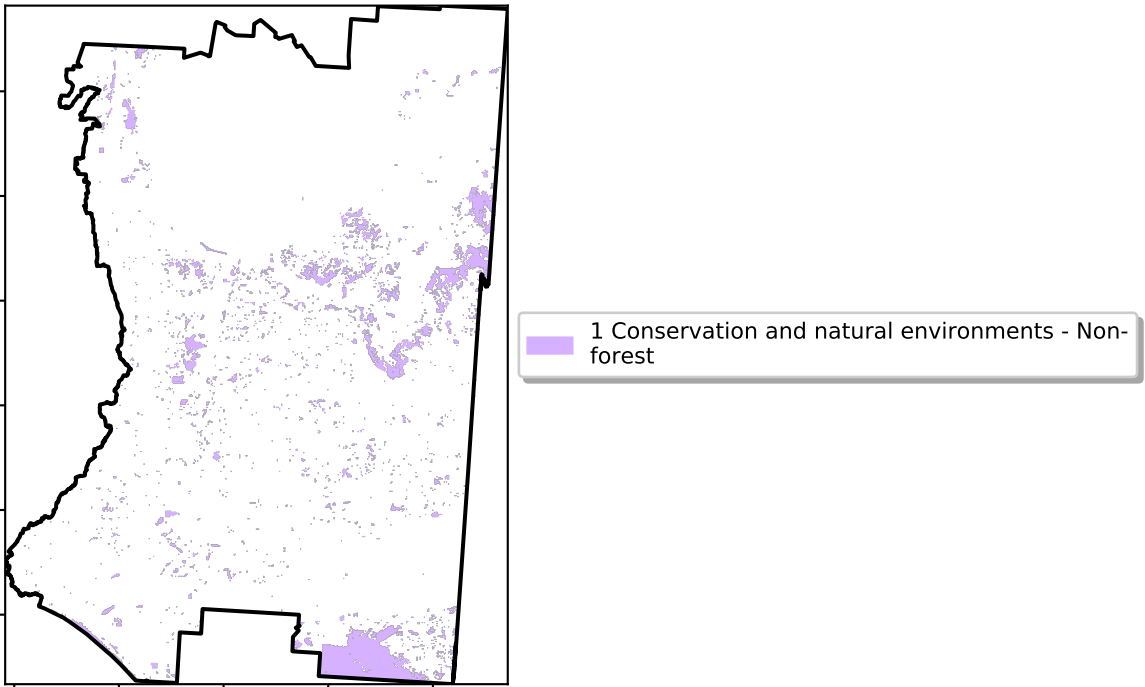 1 Conservation and natural environments - Non-
forest